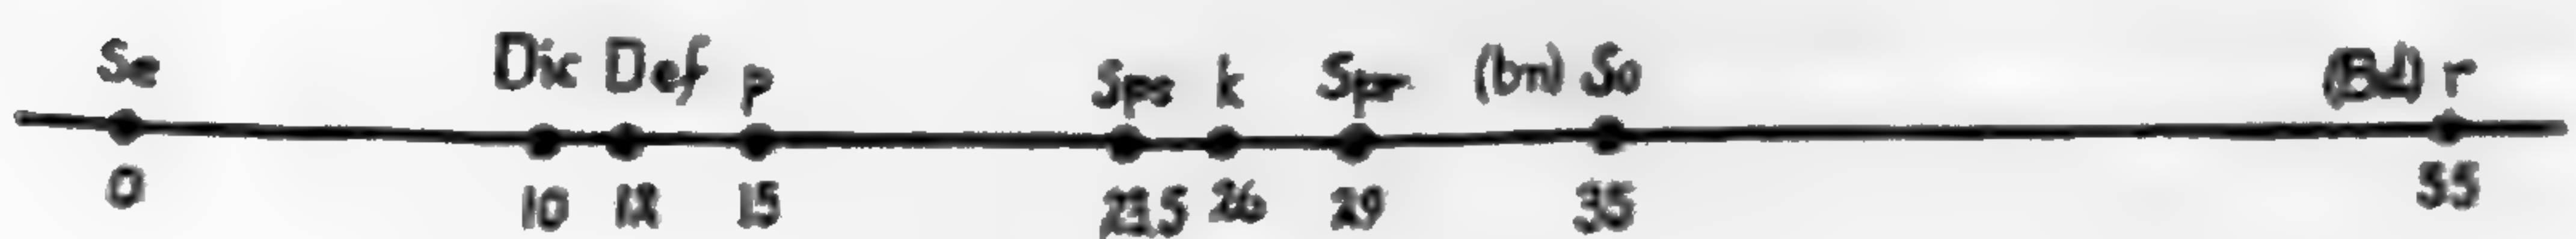 Se Dic Def p Sps k Spr (bn) So (Bd) r
0 10 12 15 23.5 26 29 35 55